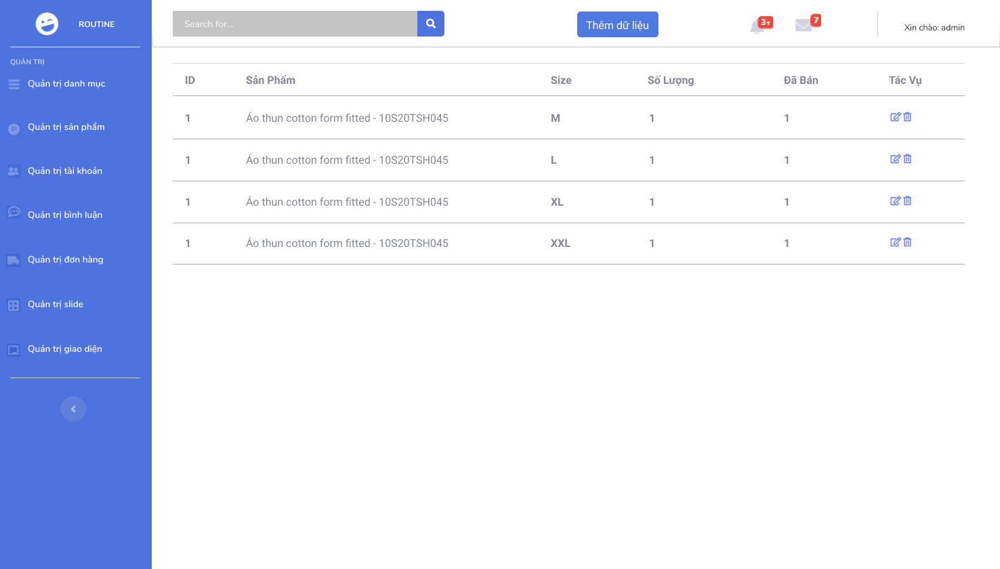 ROUTINE
QUẢN TRỊ
Quản trị danh mục
Quản trị sản phẩm
Quản trị tài khoản
Quản trị bình luận
Quản trị đơn hàng
Quản trị slide
Quản trị giao diện
Search for...
Thêm dữ liệu
3+
7
Xin chào: admin
ID Sản Phẩm Size Số Lượng Đã Bán Tác Vụ
1 Áo thun cotton form fitted - 10S20TSH045 M 1 1
1 Áo thun cotton form fitted - 10S20TSH045 L 1 1
1 Áo thun cotton form fitted - 10S20TSH045 XL 1 1
1 Áo thun cotton form fitted - 10S20TSH045 XXL 1 1